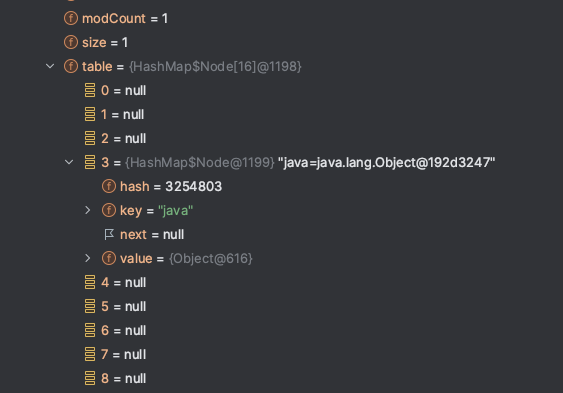 modCount = 1
size = 1
table = {HashMap$Node[16]@1198}
0 = null
1 = null
2 = null
3 = {HashMap$Node@1199} "java=java.lang.Object@192d3247"
hash = 3254803
key = "java"
next = null
value = {Object@616}
4 = null
5 = null
6 = null
7 = null
8 = null